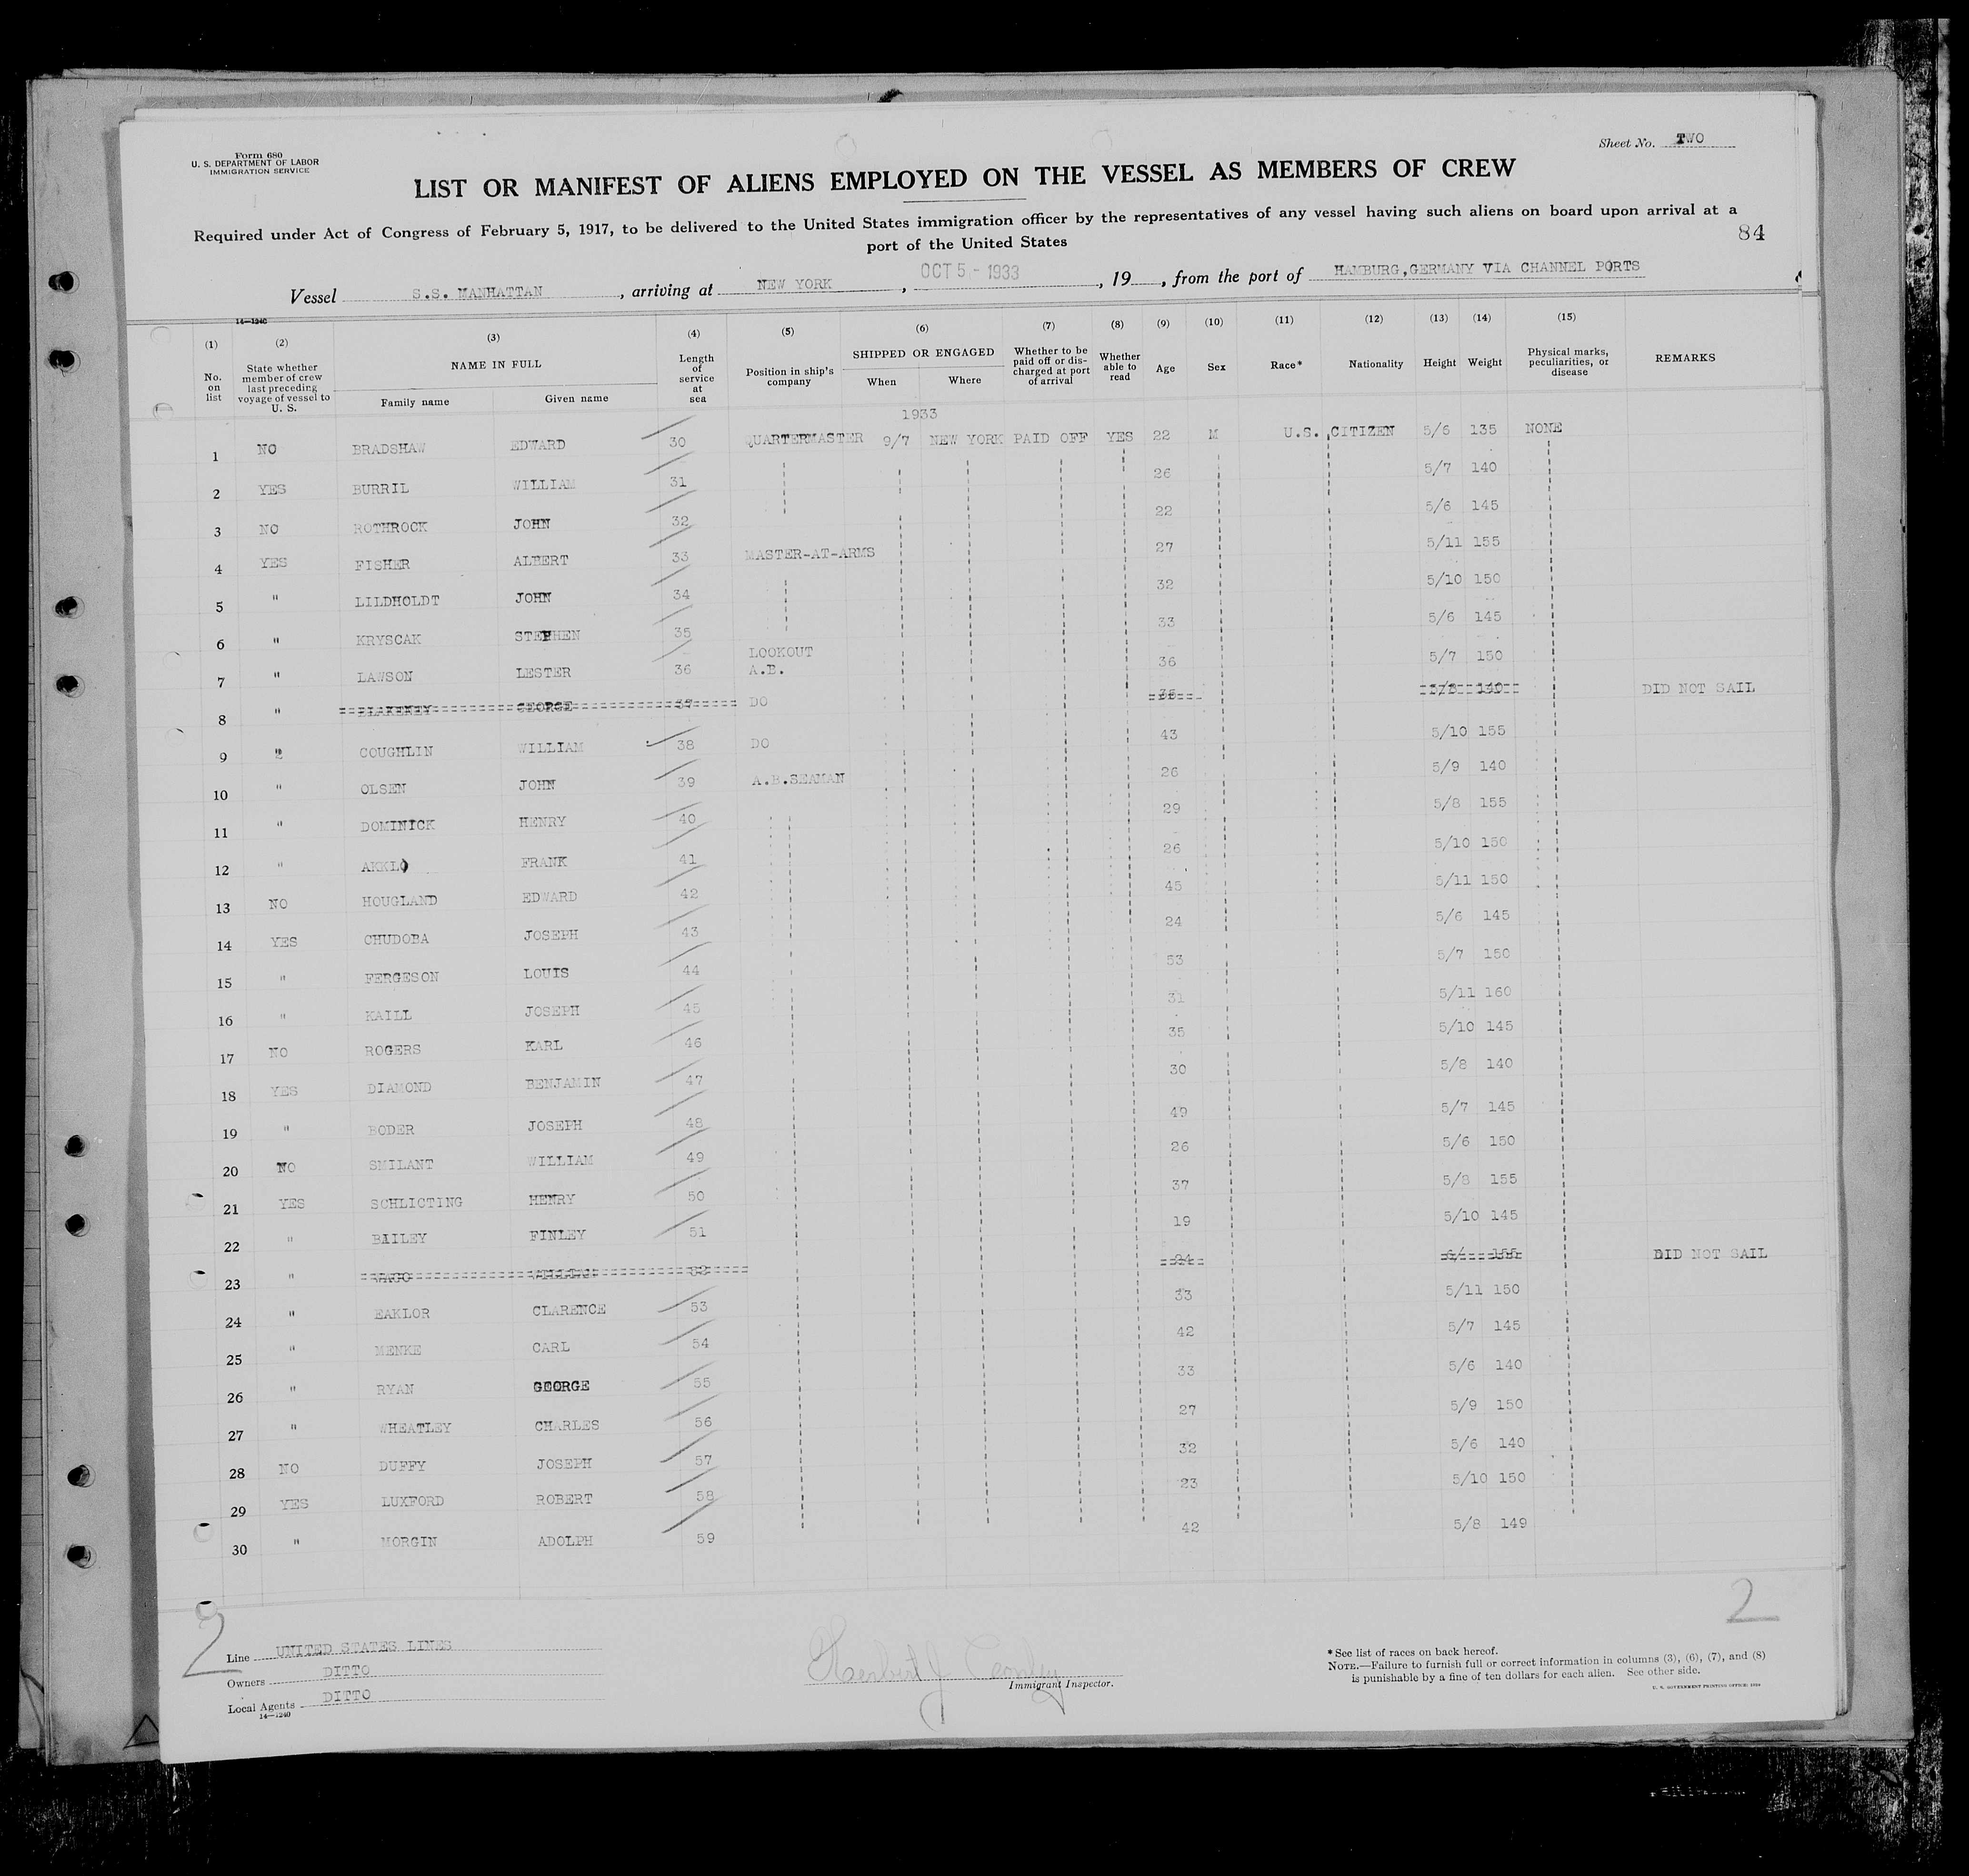 Form 680
U. S. DEPARTMENT OF LABOR
IMMIGRATION SERVICE
Sheet No. TWO
LIST OR MANIFEST OF ALIENS EMPLOYED ON THE VESSEL AS MEMBERS OF CREW
Required under Act of Congress of February 5, 1917, to be delivered to the United States immigration officer by the representatives of any vessel having such aliens on board upon arrival at a
port of the United States
84
Vessel S.S. MANHATTAN, arriving at NEW YORK, OCT 5 - 1933, 19__, from the port of HAMBURG, GERMANY VIA CHANNEL PORTS
14-1240
(1) (2) (3) (4) (5) (6) (7) (8) (9) (10) (11) (12) (13) (14) (15)
No. on list
State whether member of crew last preceding voyage of vessel to U. S.
NAME IN FULL
Family name Given name
Length of service at sea
Position in ship's company
SHIPPED OR ENGAGED
When Where
Whether to be paid off or discharged at port of arrival
Whether able to read
Age Sex Race* Nationality Height Weight
Physical marks, peculiarities, or disease
REMARKS
1933
1 NO BRADSHAW EDWARD 30 QUARTERMASTER 9/7 NEW YORK PAID OFF YES 22 M U.S. CITIZEN 5/6 135 NONE
2 YES BURRIL WILLIAM 31 26 5/7 140
3 NO ROTHROCK JOHN 32 22 5/6 145
4 YES FISHER ALBERT 33 MASTER-AT-ARMS 27 5/11 155
5 " LILDHOLDT JOHN 34 32 5/10 150
6 " KRYSCAK STEPHEN 35 33 5/6 145
7 " LAWSON LESTER 36 LOOKOUT A.B. 36 5/7 150
8 " BLAKENEY GEORGE 37 DO 140 DID NOT SAIL
9 " COUGHLIN WILLIAM 38 DO 43 5/10 155
10 " OLSEN JOHN 39 A.B.SEAMAN 26 5/9 140
11 " DOMINICK HENRY 40 29 5/8 155
12 " AKKLO FRANK 41 26 5/10 150
13 NO HOUGLAND EDWARD 42 45 5/11 150
14 YES CHUDOBA JOSEPH 43 24 5/6 145
15 " FERGESON LOUIS 44 53 5/7 150
16 " KAILL JOSEPH 45 31 5/11 160
17 NO ROGERS KARL 46 35 5/10 145
18 YES DIAMOND BENJAMIN 47 30 5/8 140
19 " BODER JOSEPH 48 49 5/7 145
20 NO SMILANT WILLIAM 49 26 5/6 150
21 YES SCHLICTING HENRY 50 37 5/8 155
22 " BAILEY FINLEY 51 19 5/10 145
23 " WILLIAM 52 24 155 DID NOT SAIL
24 " EAKLOR CLARENCE 53 33 5/11 150
25 " MENKE CARL 54 42 5/7 145
26 " RYAN GEORGE 55 33 5/6 140
27 " WHEATLEY CHARLES 56 27 5/9 150
28 NO DUFFY JOSEPH 57 32 5/6 140
29 YES LUXFORD ROBERT 58 23 5/10 150
30 " MORGIN ADOLPH 59 42 5/8 149
2
2
Line UNITED STATES LINES
Owners DITTO
Local Agents DITTO
14-1240
Herbert J
Immigrant Inspector.
* See list of races on back hereof.
NOTE.—Failure to furnish full or correct information in columns (3), (6), (7), and (8)
is punishable by a fine of ten dollars for each alien. See other side.